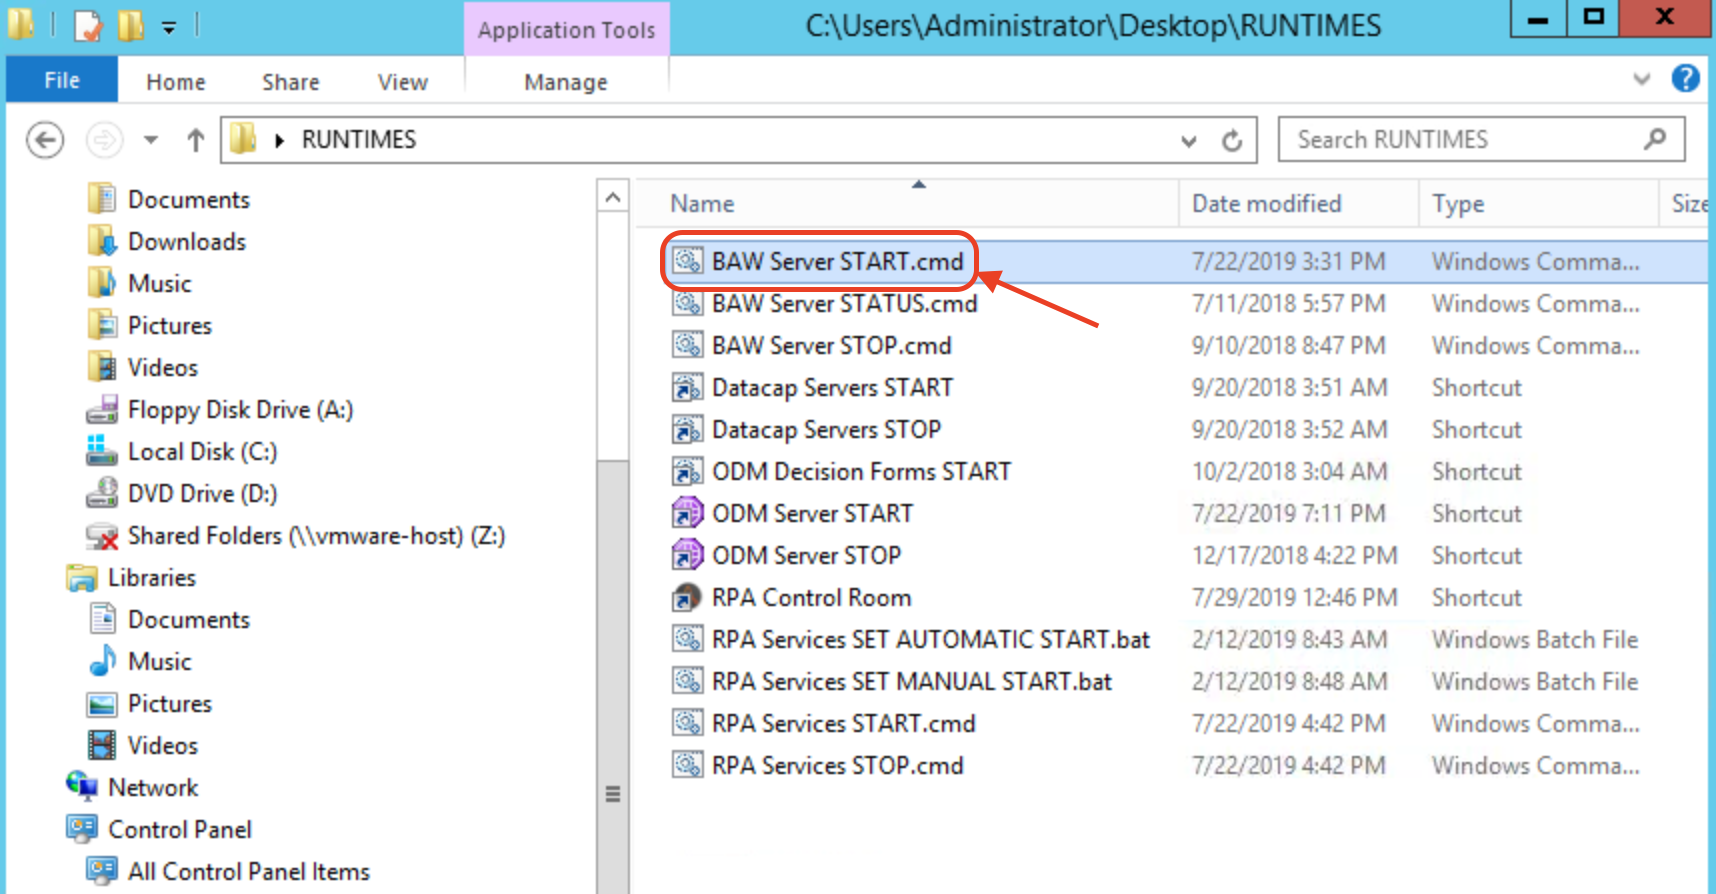 Application Tools
C:\Users\Administrator\Desktop\RUNTIMES
File
Home
Share
View
Manage
RUNTIMES
Search RUNTIMES
Documents
Downloads
Music
Pictures
Videos
Floppy Disk Drive (A:)
Local Disk (C:)
DVD Drive (D:)
Shared Folders (\\vmware-host) (Z:)
Libraries
Documents
Music
Pictures
Videos
Network
Control Panel
All Control Panel Items
Name Date modified Type Size
BAW Server START.cmd 7/22/2019 3:31 PM Windows Comma...
BAW Server STATUS.cmd 7/11/2018 5:57 PM Windows Comma...
BAW Server STOP.cmd 9/10/2018 8:47 PM Windows Comma...
Datacap Servers START 9/20/2018 3:51 AM Shortcut
Datacap Servers STOP 9/20/2018 3:52 AM Shortcut
ODM Decision Forms START 10/2/2018 3:04 AM Shortcut
ODM Server START 7/22/2019 7:11 PM Shortcut
ODM Server STOP 12/17/2018 4:22 PM Shortcut
RPA Control Room 7/29/2019 12:46 PM Shortcut
RPA Services SET AUTOMATIC START.bat 2/12/2019 8:43 AM Windows Batch File
RPA Services SET MANUAL START.bat 2/12/2019 8:48 AM Windows Batch File
RPA Services START.cmd 7/22/2019 4:42 PM Windows Comma...
RPA Services STOP.cmd 7/22/2019 4:42 PM Windows Comma...